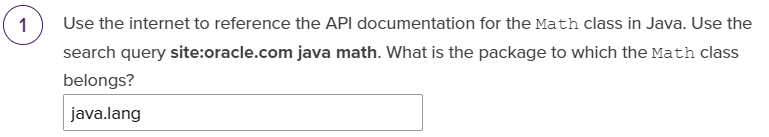 1 Use the internet to reference the API documentation for the Math class in Java. Use the
search query site:oracle.com java math. What is the package to which the Math class
belongs?
java.lang